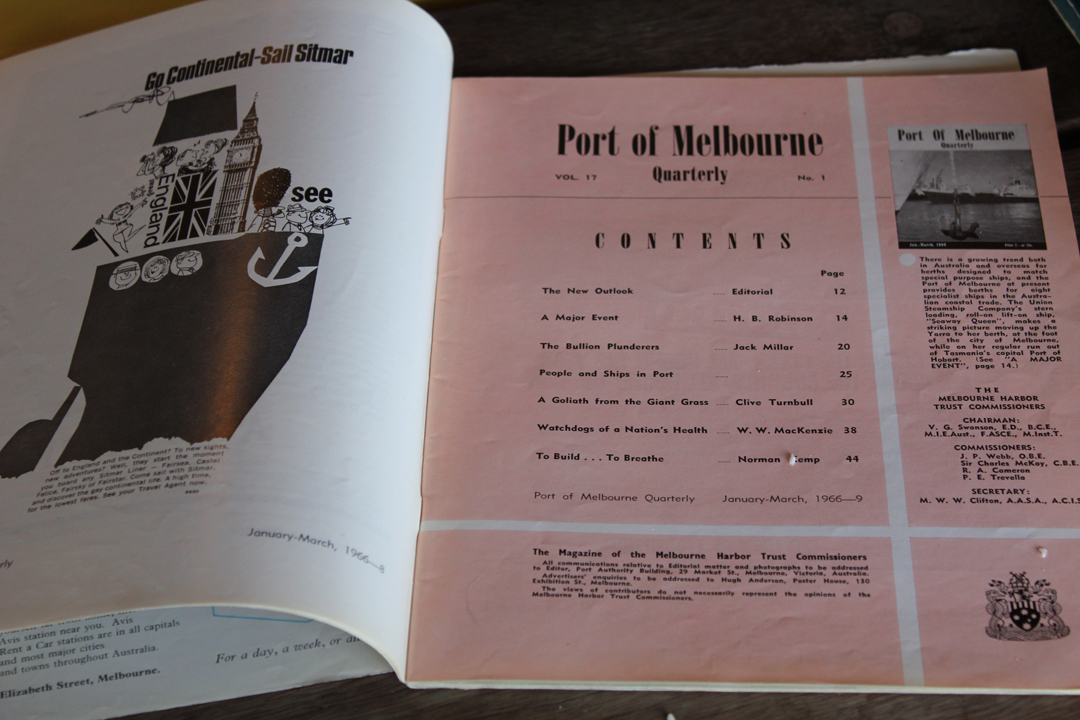 Go Continental-Sail Sitmar
see
England
Off to England and the Continent? To new sights,
new adventures? Well, they start the moment
you board any Sitmar Liner — Fairsea, Castel
Felice, Fairsky or Fairstar. Come sail with Sitmar,
and discover the gay continental life. A high time,
for the lowest fares. See your Travel Agent now.
January-March, 1966—8
Avis station near you. Avis
Rent a Car stations are in all capitals
and most major cities
and towns throughout Australia.
Elizabeth Street, Melbourne.
For a day, a week, or
Port of Melbourne
Quarterly
VOL. 17
No. 1
CONTENTS
Page
The New Outlook ..... Editorial 12
A Major Event ..... H. B. Robinson 14
The Bullion Plunderers ..... Jack Millar 20
People and Ships in Port ..... 25
A Goliath from the Giant Grass ..... Clive Turnbull 30
Watchdogs of a Nation's Health ..... W. W. MacKenzie 38
To Build . . . To Breathe ..... Norman emp 44
Port of Melbourne Quarterly January-March, 1966—9
The Magazine of the Melbourne Harbor Trust Commissioners
All communications relative to Editorial matter and photographs to be addressed
to Editor, Port Authority Building, 29 Market St., Melbourne, Victoria, Australia.
Advertisers' enquiries to be addressed to Hugh Anderson, Paster House, 130
Exhibition St., Melbourne.
The views of contributors do not necessarily represent the opinions of the
Melbourne Harbor Trust Commissioners.
Port Of Melbourne
Quarterly
There is a growing trend both
in Australia and overseas for
berths designed to match
special purpose ships, and the
Port of Melbourne at present
provides berths for eight
specialist ships in the Austra-
lian coastal trade. The Union
Steamship Company's stern
loading, roll-on lift-on ship,
"Seaway Queen", makes a
striking picture moving up the
Yarra to her berth, at the foot
of the city of Melbourne,
while on her regular run out
of Tasmania's capital Port of
Hobart. (See "A MAJOR
EVENT", page 14.)
THE
MELBOURNE HARBOR
TRUST COMMISSIONERS
CHAIRMAN:
V. G. Swanson, E.D., B.C.E.,
M.I.E.Aust., F.ASCE., M.Inst.T.
COMMISSIONERS:
J. P. Webb, O.B.E.
Sir Charles McKay, C.B.E.
R. A. Cameron
P. E. Trevella
SECRETARY:
M. W. W. Clifton, A.A.S.A., A.C.I.S